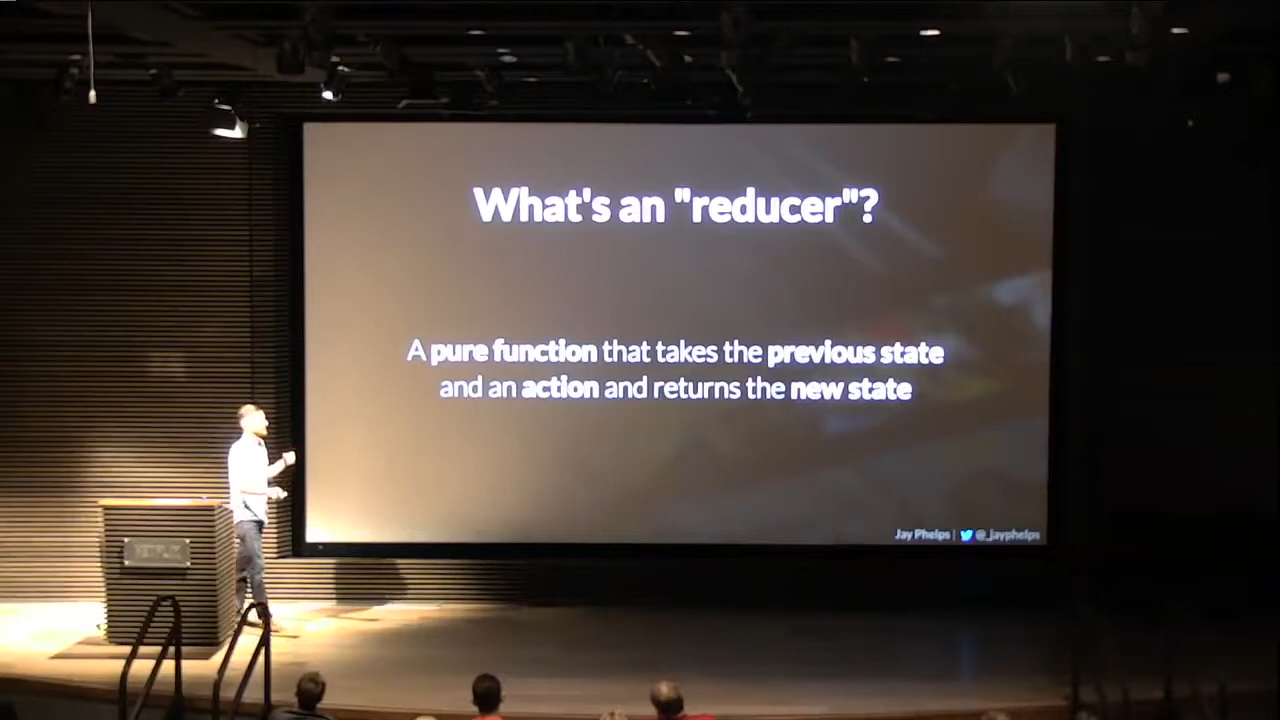 What's an "reducer"?
A pure function that takes the previous state
and an action and returns the new state
Jay Phelps | @_jayphelps
NETFLIX